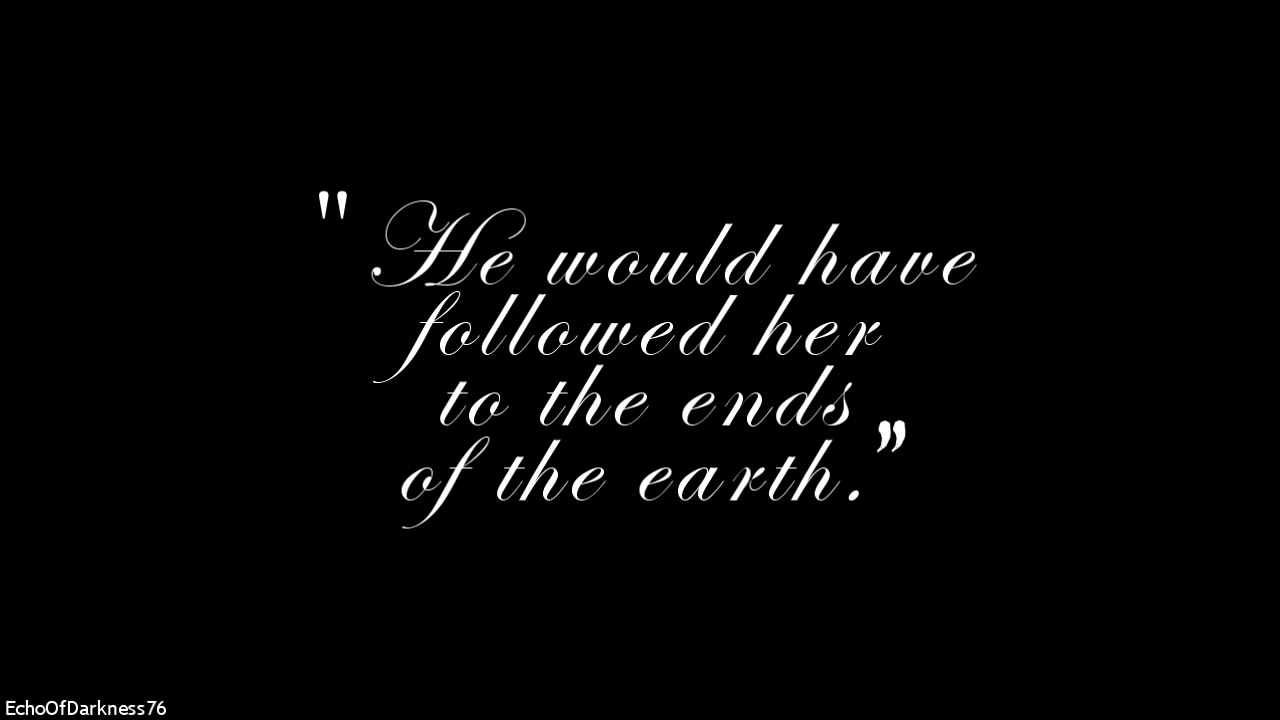 "He would have
followed her
to the ends
of the earth.”
EchoOfDarkness76